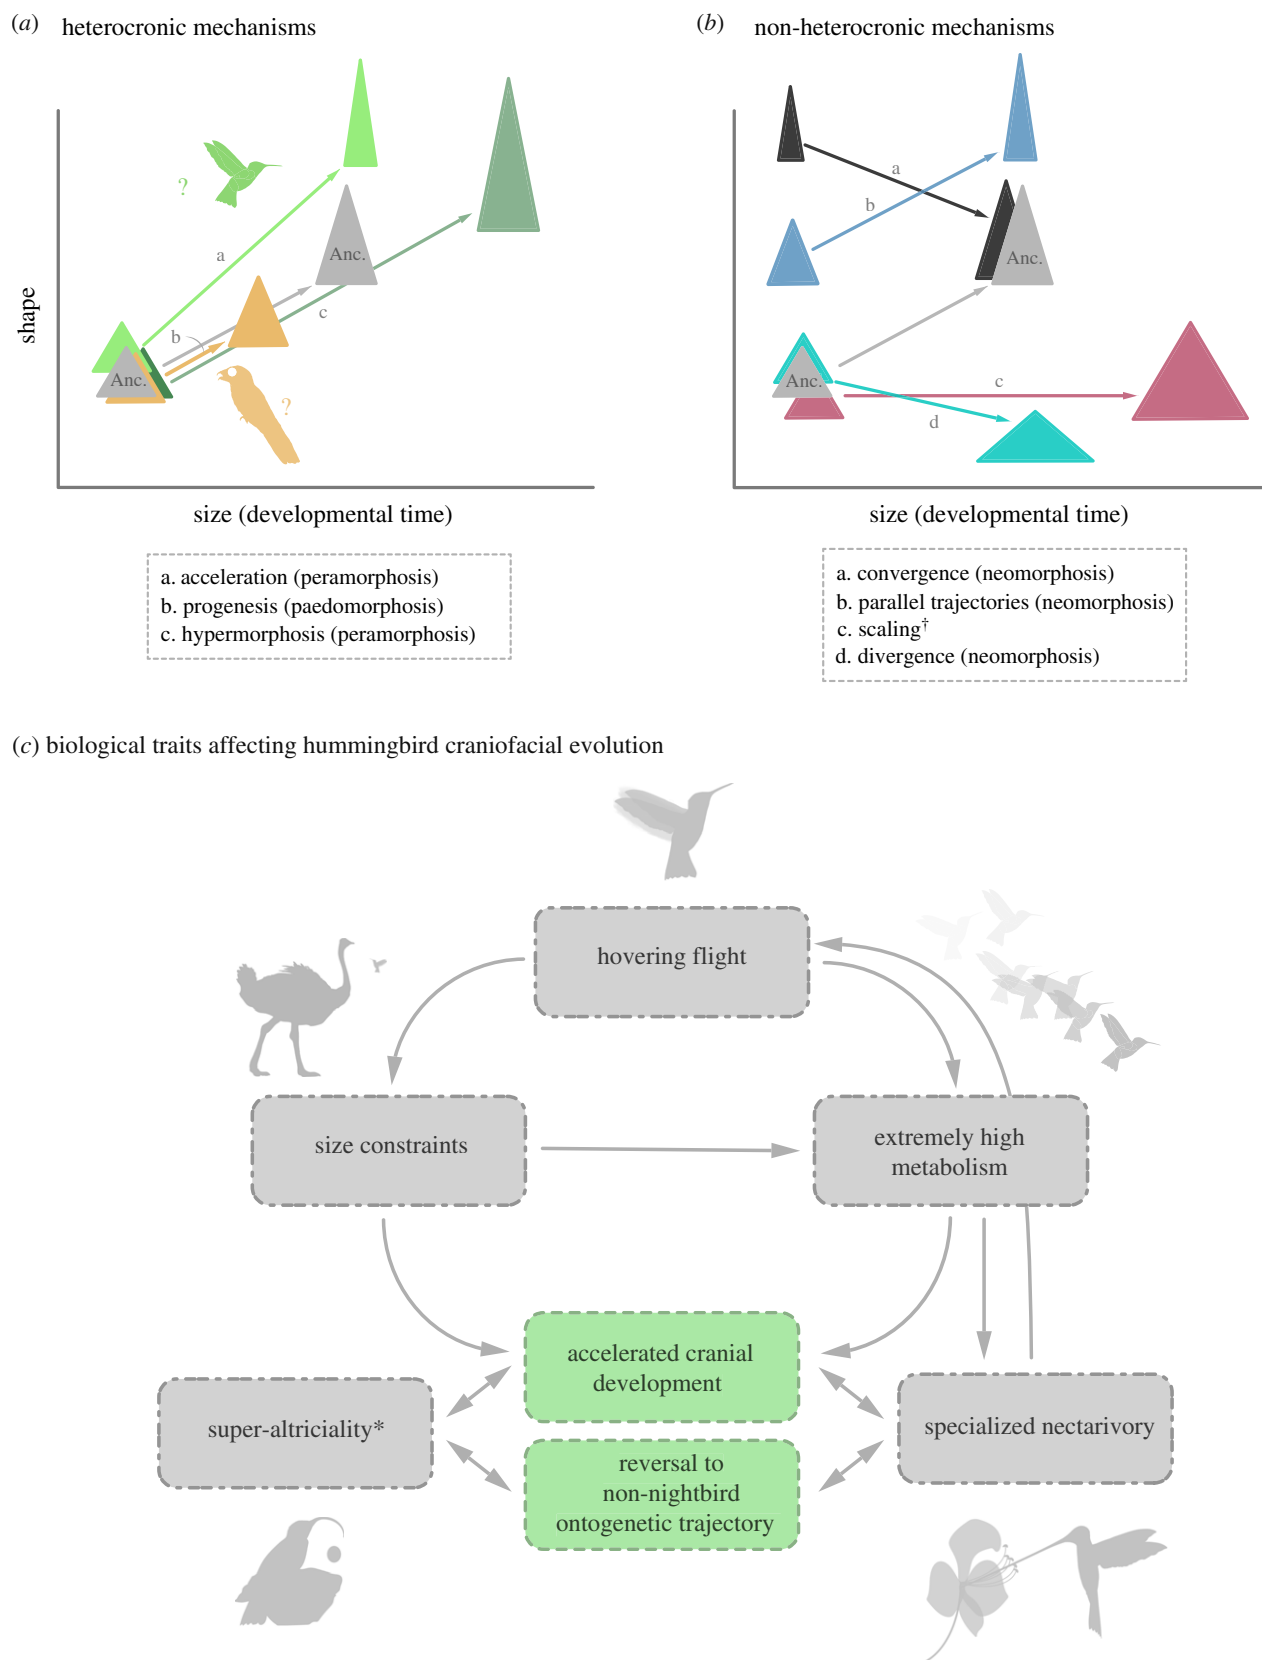 (a) heterocronic mechanisms
?
a
Anc.
b
c
Anc.
?
shape
size (developmental time)
a. acceleration (peramorphosis)
b. progenesis (paedomorphosis)
c. hypermorphosis (peramorphosis)
(b) non-heterocronic mechanisms
a
b
Anc.
Anc.
c
d
size (developmental time)
a. convergence (neomorphosis)
b. parallel trajectories (neomorphosis)
c. scaling†
d. divergence (neomorphosis)
(c) biological traits affecting hummingbird craniofacial evolution
hovering flight
size constraints
extremely high
metabolism
accelerated cranial
development
super-altriciality*
specialized nectarivory
reversal to
non-nightbird
ontogenetic trajectory